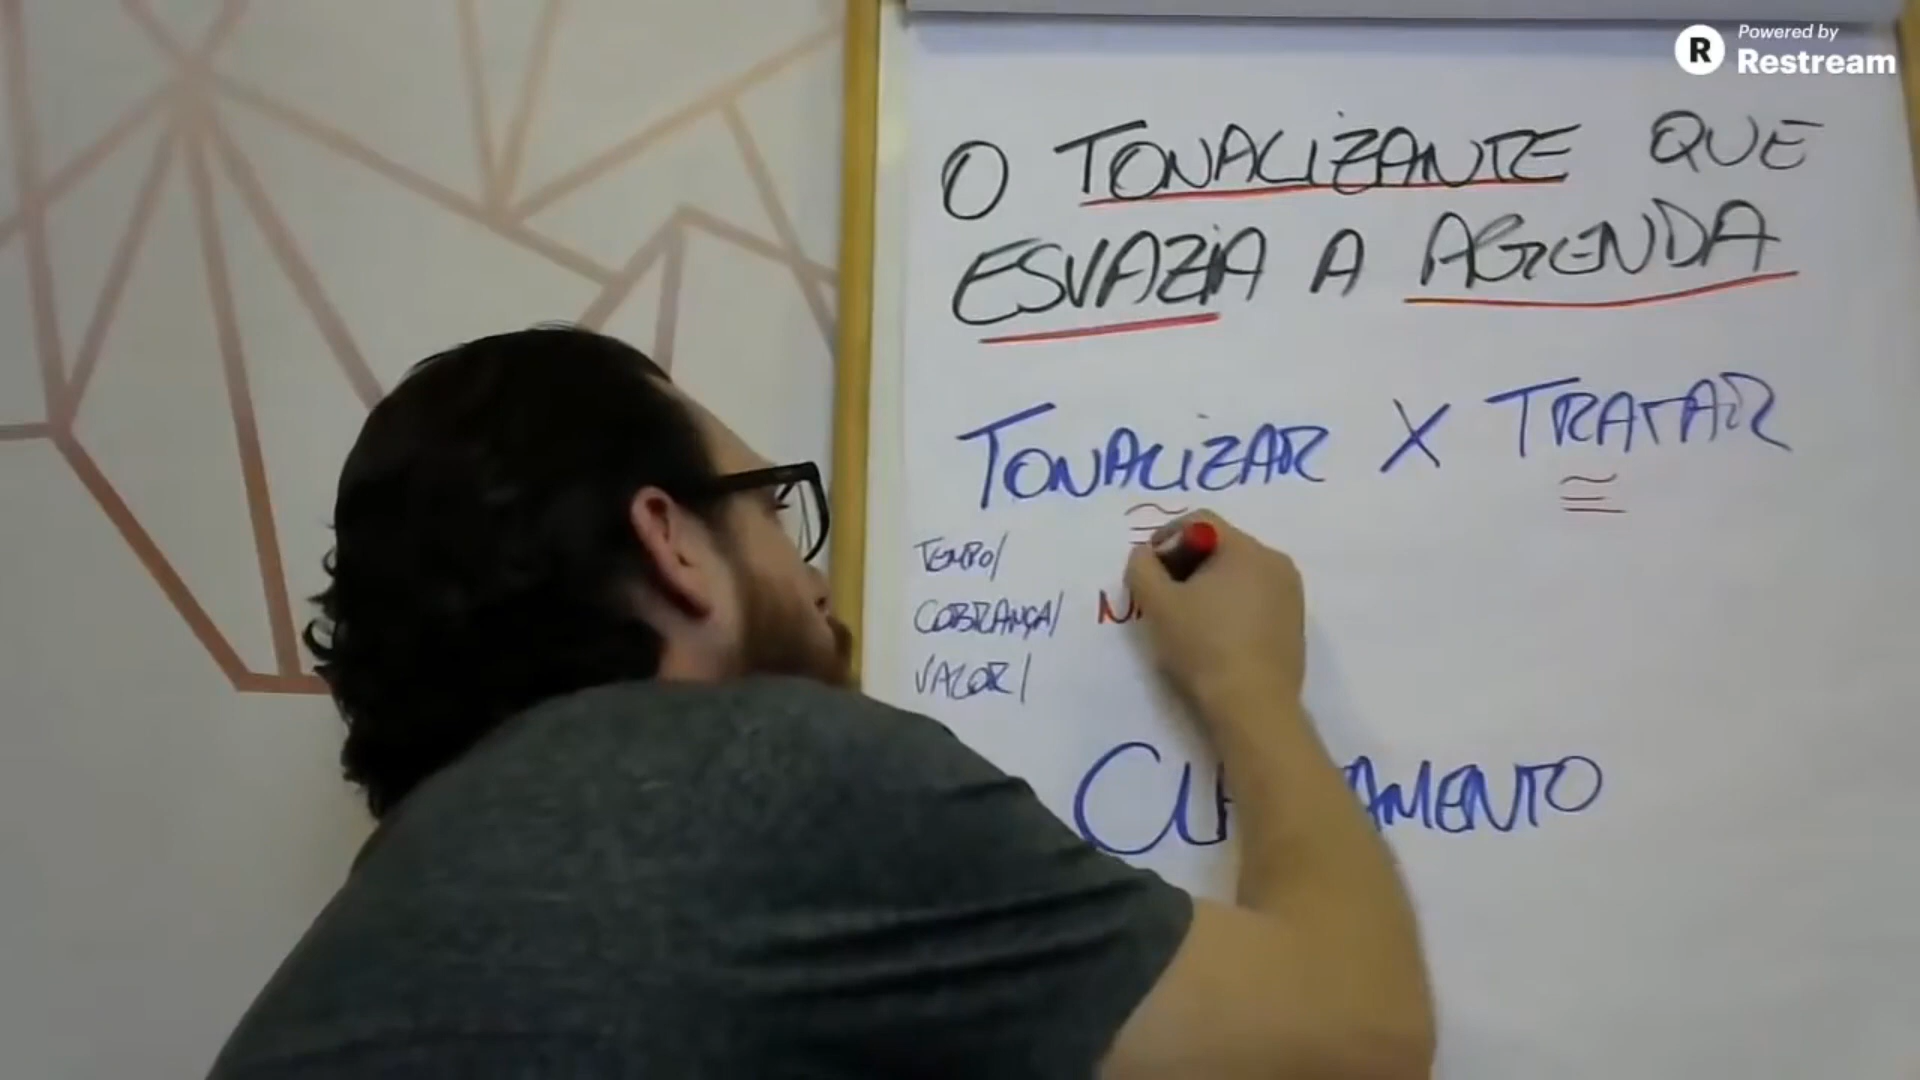 Powered by
Restream
O TONALIZANTE QUE
ESVAZIA A AGENDA
TONALIZAR X TRATAR
TEMPO/
COBRANÇA/
VALOR/